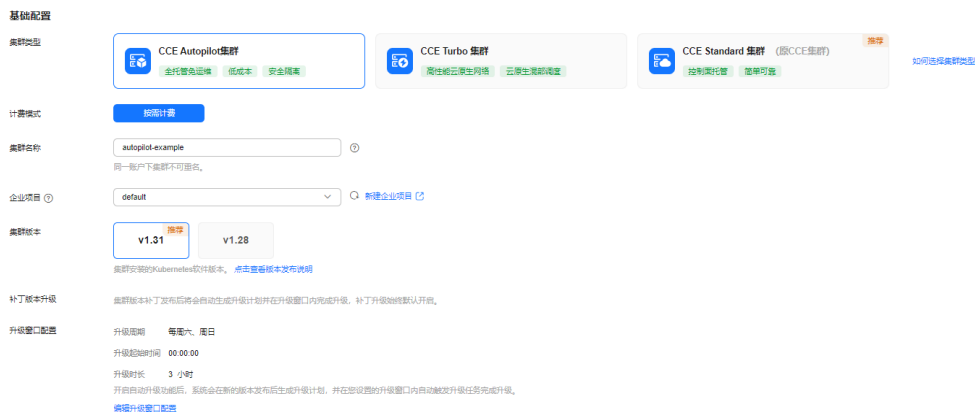 基础配置
集群类型
CCE Autopilot集群
全托管免运维 低成本 安全隔离
CCE Turbo 集群
高性能云原生网络 云原生混部调度
推荐
CCE Standard 集群 (原CCE集群)
控制面托管 简单可靠
如何选择集群类型
计费模式 按需计费
集群名称 autopilot-example
同一账户下集群不可重名。
企业项目 default 新建企业项目
集群版本
v1.31 推荐 v1.28
集群安装的Kubernetes软件版本。 点击查看版本发布说明
补丁版本升级 集群版本补丁发布后将会自动生成升级计划并在升级窗口内完成升级，补丁升级始终默认开启。
升级窗口配置 升级周期 每周六、周日
升级起始时间 00:00:00
升级时长 3 小时
开启自动升级功能后，系统会在新的版本发布后生成升级计划，并在您设置的升级窗口内自动触发升级任务完成升级。
编辑升级窗口配置